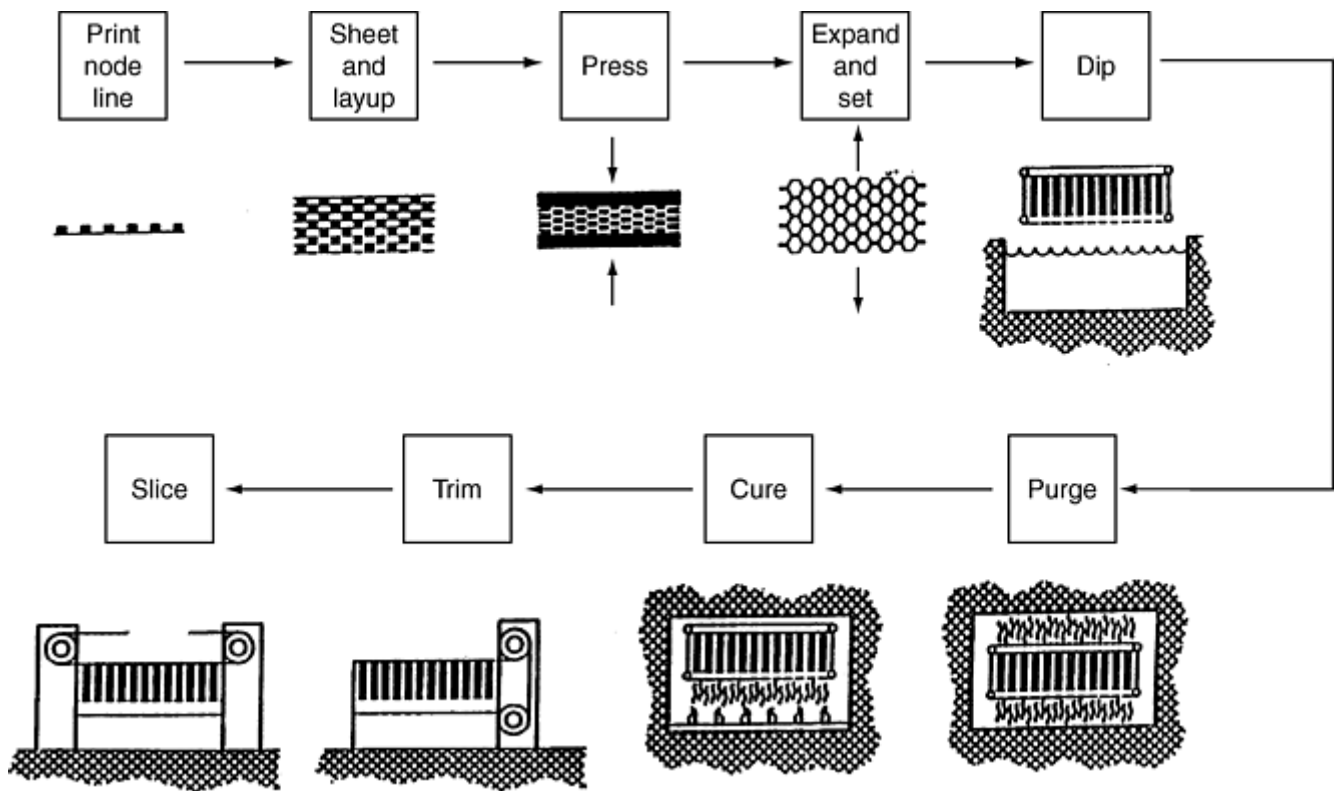 Print
node
line
Sheet
and
layup
Press
Expand
and
set
Dip
Slice
Trim
Cure
Purge